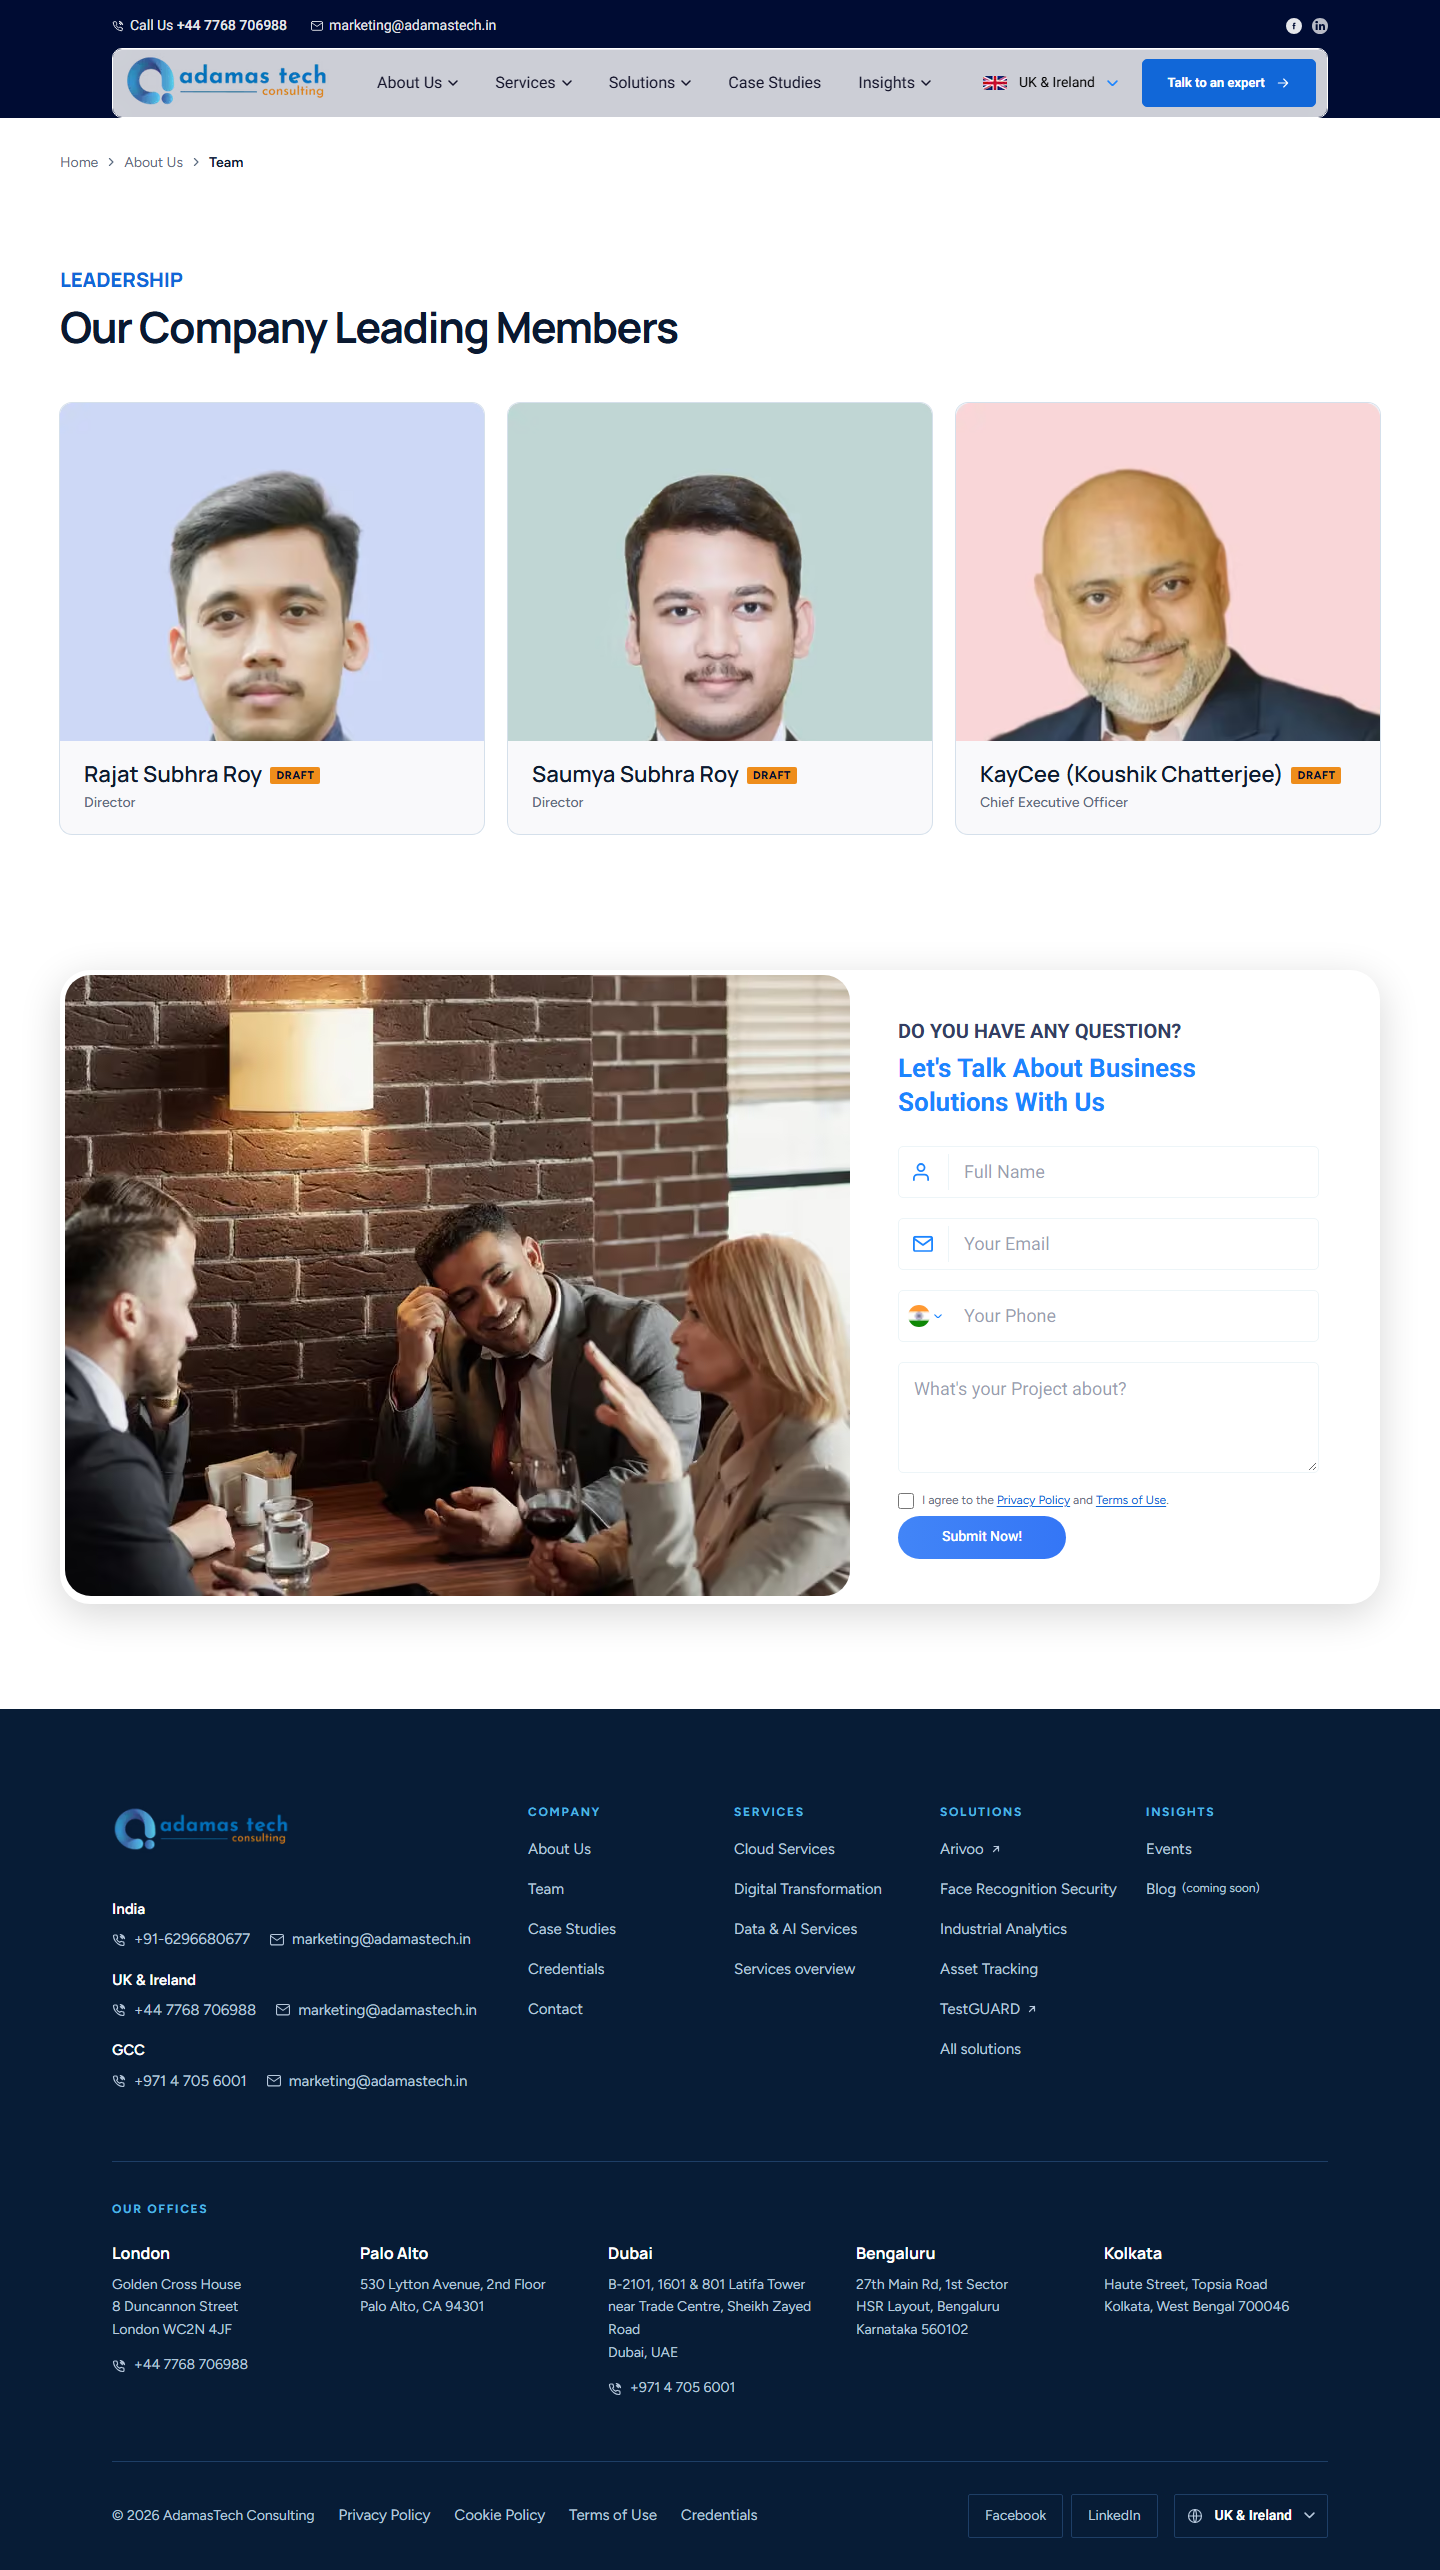 Call Us +44 7768 706988
marketing@adamastech.in
f
in
adamas tech
consulting
About Us
Services
Solutions
Case Studies
Insights
UK & Ireland
Talk to an expert
Home
About Us
Team
LEADERSHIP
Our Company Leading Members
Rajat Subhra Roy DRAFT
Director
Saumya Subhra Roy DRAFT
Director
KayCee (Koushik Chatterjee) DRAFT
Chief Executive Officer
DO YOU HAVE ANY QUESTION?
Let's Talk About Business
Solutions With Us
Full Name
Your Email
Your Phone
What's your Project about?
I agree to the Privacy Policy and Terms of Use.
Submit Now!
adamas tech
consulting
India
+91-6296680677
marketing@adamastech.in
UK & Ireland
+44 7768 706988
marketing@adamastech.in
GCC
+971 4 705 6001
marketing@adamastech.in
COMPANY
About Us
Team
Case Studies
Credentials
Contact
SERVICES
Cloud Services
Digital Transformation
Data & AI Services
Services overview
SOLUTIONS
Arivoo
Face Recognition Security
Industrial Analytics
Asset Tracking
TestGUARD
All solutions
INSIGHTS
Events
Blog (coming soon)
OUR OFFICES
London
Golden Cross House
8 Duncannon Street
London WC2N 4JF
+44 7768 706988
Palo Alto
530 Lytton Avenue, 2nd Floor
Palo Alto, CA 94301
Dubai
B-2101, 1601 & 801 Latifa Tower
near Trade Centre, Sheikh Zayed
Road
Dubai, UAE
+971 4 705 6001
Bengaluru
27th Main Rd, 1st Sector
HSR Layout, Bengaluru
Karnataka 560102
Kolkata
Haute Street, Topsia Road
Kolkata, West Bengal 700046
© 2026 AdamasTech Consulting
Privacy Policy
Cookie Policy
Terms of Use
Credentials
Facebook
LinkedIn
UK & Ireland